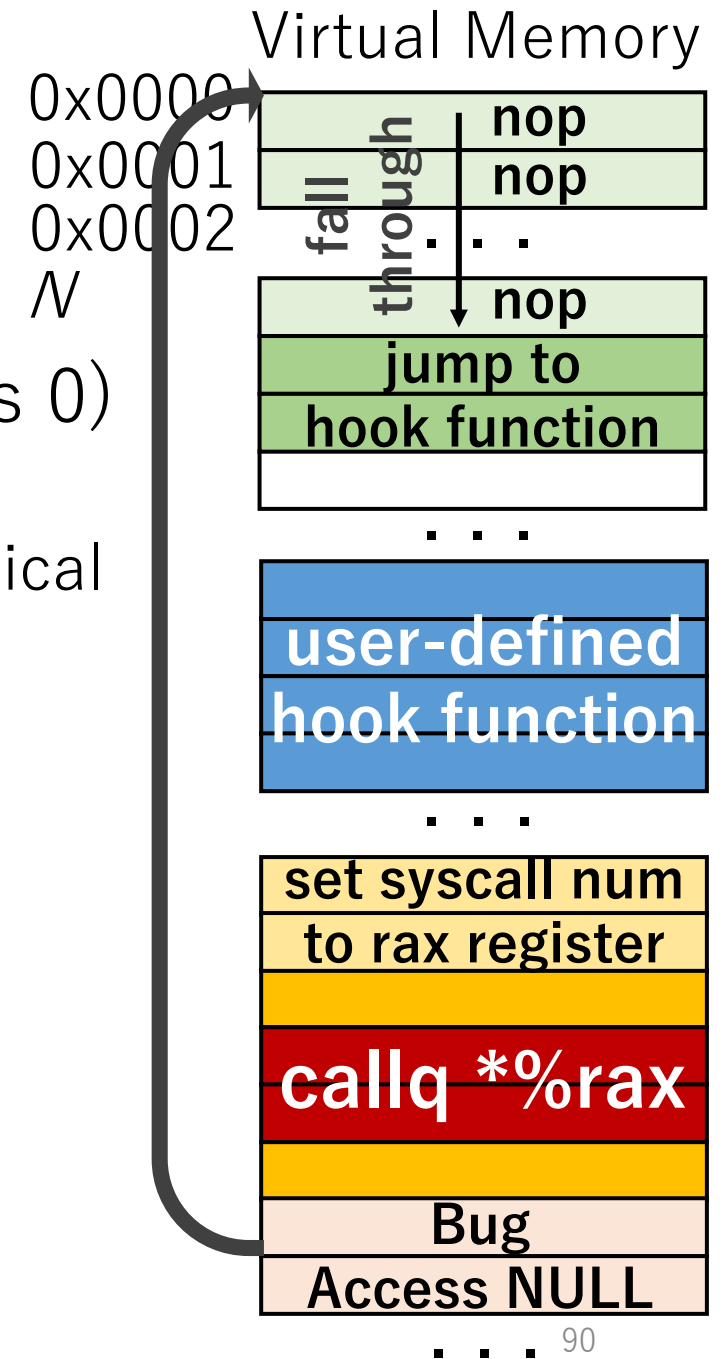 Virtual Memory
0x0000
nop
0x0001
nop
0x0002
. . .
fall
through
N
nop
s 0)
jump to
hook function
. . .
ical
user-defined
hook function
. . .
set syscall num
to rax register
callq *%rax
Bug
Access NULL
. . .
90